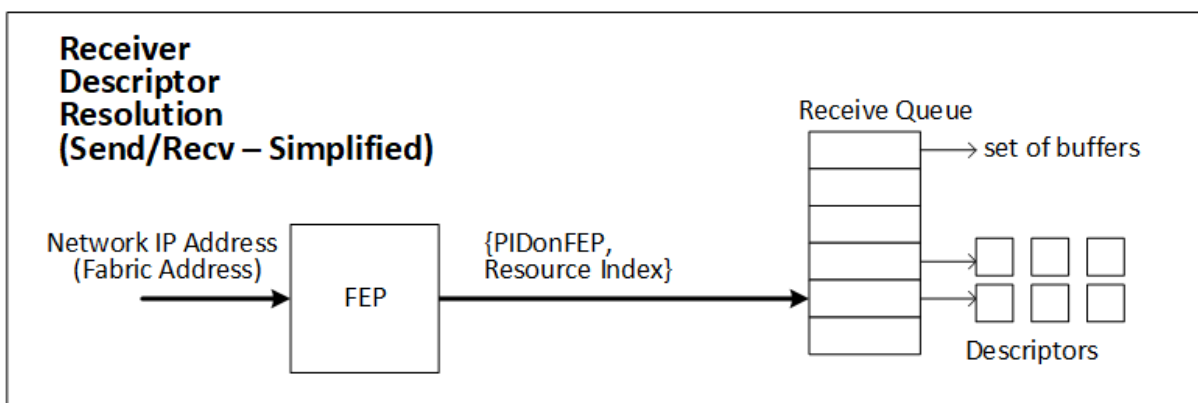 Receiver
Descriptor
Resolution
(Send/Recv – Simplified)
Receive Queue
set of buffers
Network IP Address
(Fabric Address)
FEP
{PIDonFEP,
Resource Index}
Descriptors